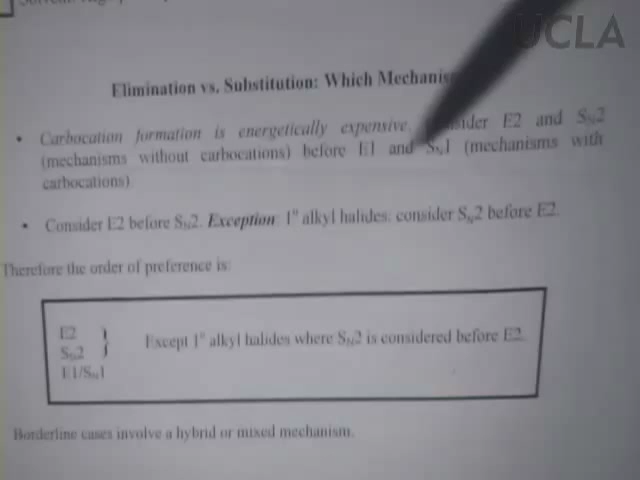 UCLA
Elimination vs. Substitution: Which
• Carbocation formation is energetically expensive. E2 and SN2
(mechanisms without carbocations) before E1 and SN1 (mechanisms with
carbocations)
• Consider E2 before SN2. Exception: 1° alkyl halides: consider SN2 before E2.
Therefore the order of preference is:
E2 }
SN2 } Except 1° alkyl halides where SN2 is considered before E2.
E1/SN1
Borderline cases involve a hybrid or mixed mechanism.